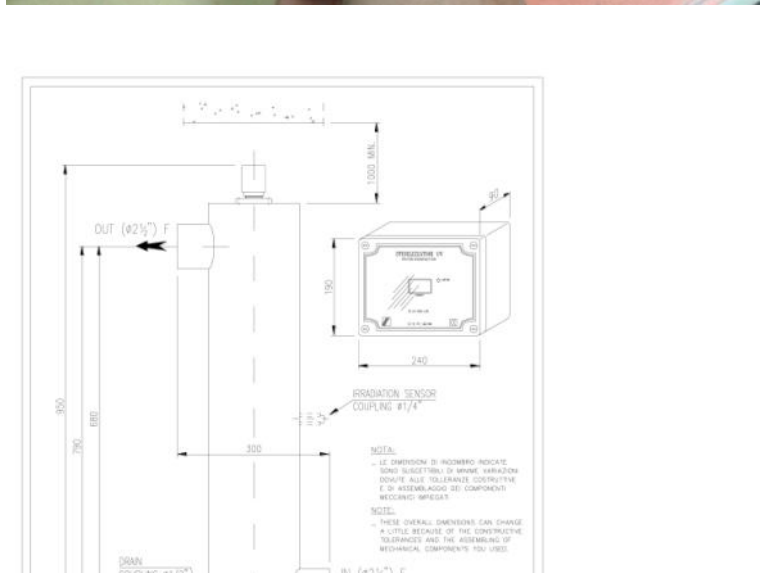 1000 MIN.
OUT (ø2½") F
190
240
950
790
680
IRRADIATION SENSOR
COUPLING ø1/4"
300
NOTA:
- LE DIMENSIONI DI INGOMBRO INDICATE
SONO SUSCETTIBILI DI MINIME VARIAZIONI
DOVUTE ALLE TOLLERANZE COSTRUTTIVE
E DI ASSEMBLAGGIO DEI COMPONENTI
MECCANICI IMPIEGATI.
NOTE:
- THESE OVERALL DIMENSIONS CAN CHANGE
A LITTLE BECAUSE OF THE CONSTRUCTIVE
TOLERANCES AND THE ASSEMBLING OF
MECHANICAL COMPONENTS YOU USED.
DRAIN
IN (ø2½") F